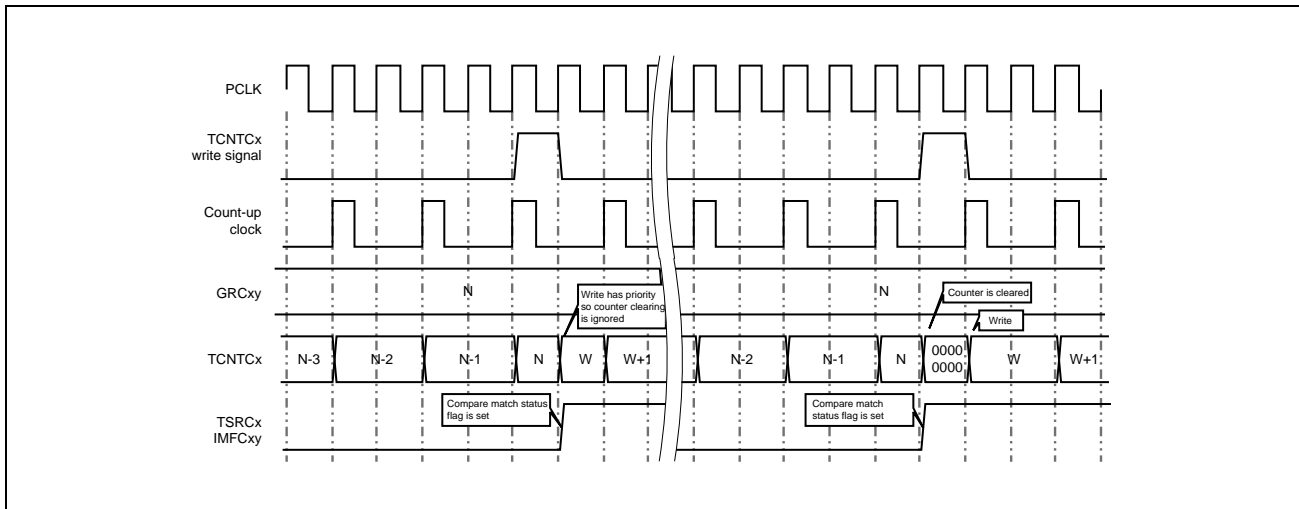 PCLK
TCNTCx
write signal
Count-up
clock
GRCxy
N
Write has priority
so counter clearing
is ignored
N
Counter is cleared
Write
TCNTCx
N-3
N-2
N-1
N
W
W+1
N-2
N-1
N
0000
0000
W
W+1
TSRCx
IMFCxy
Compare match status
flag is set
Compare match
status flag is set